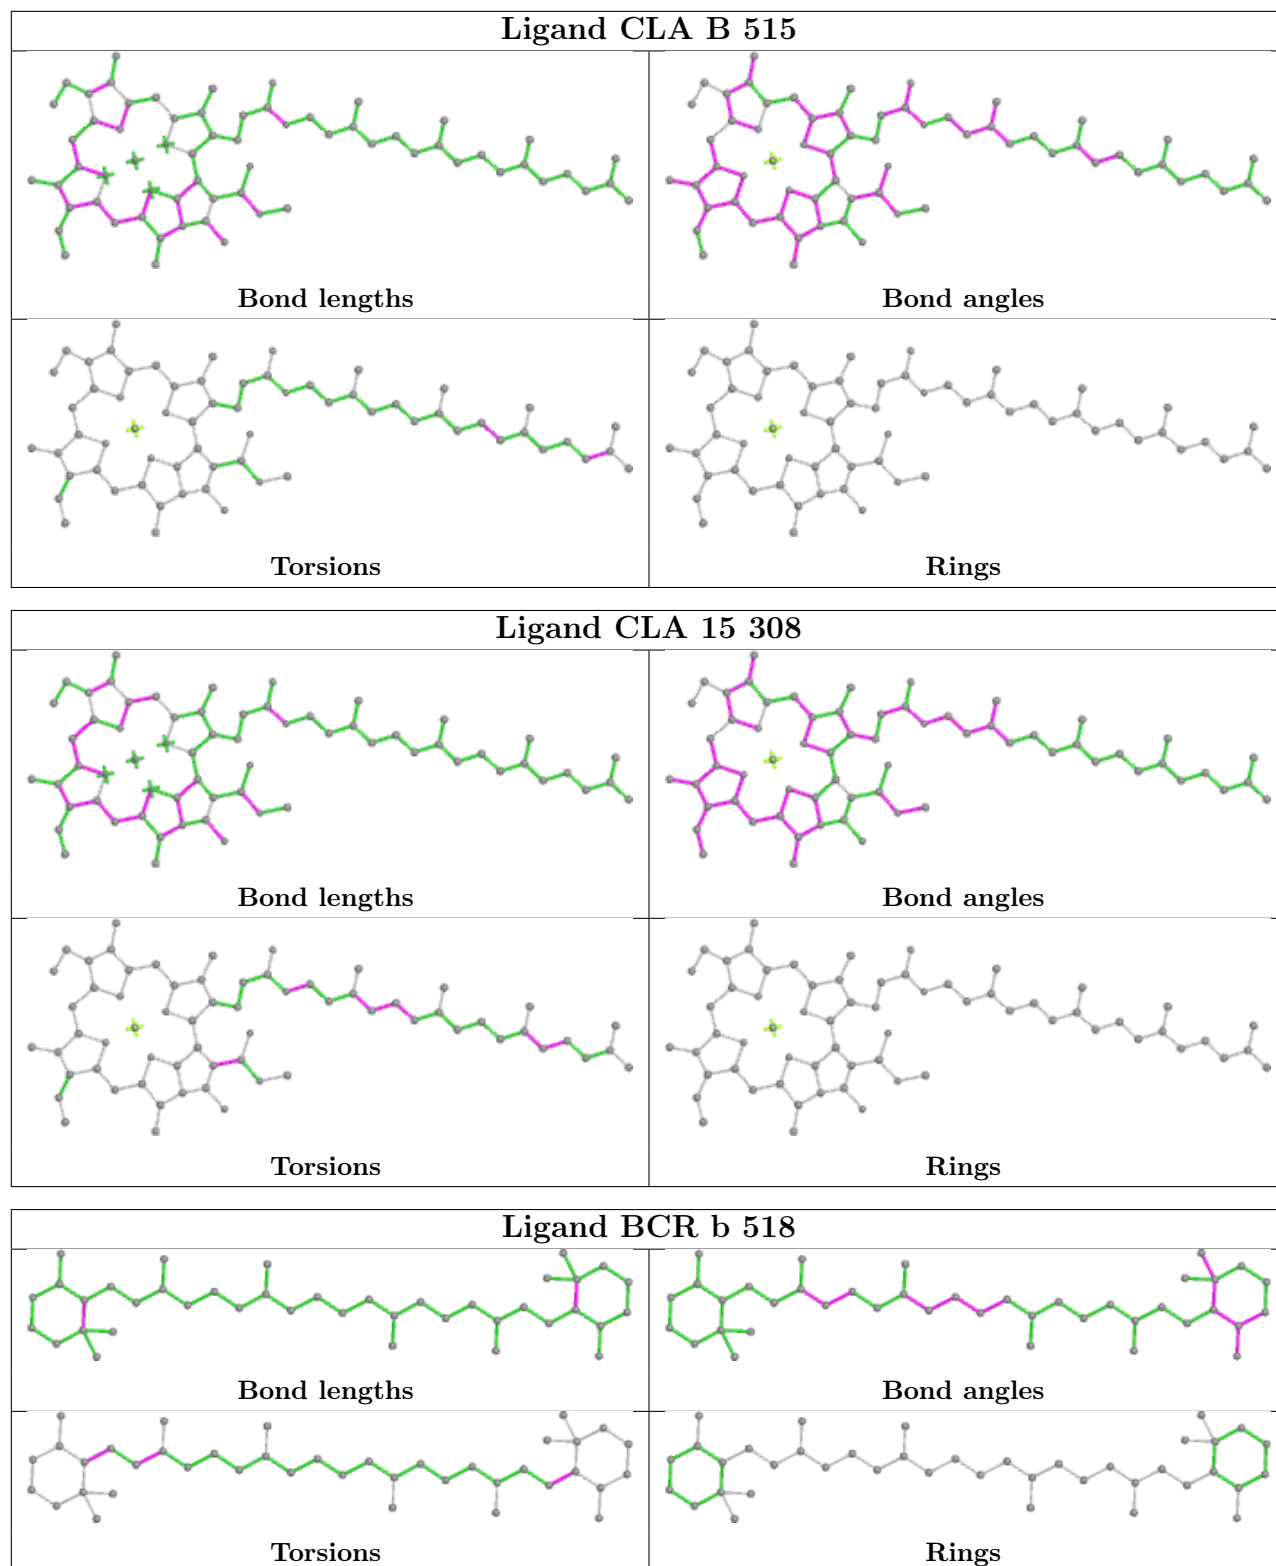 Ligand CLA B 515
Bond lengths
Bond angles
Torsions
Rings
Ligand CLA 15 308
Bond lengths
Bond angles
Torsions
Rings
Ligand BCR b 518
Bond lengths
Bond angles
Torsions
Rings